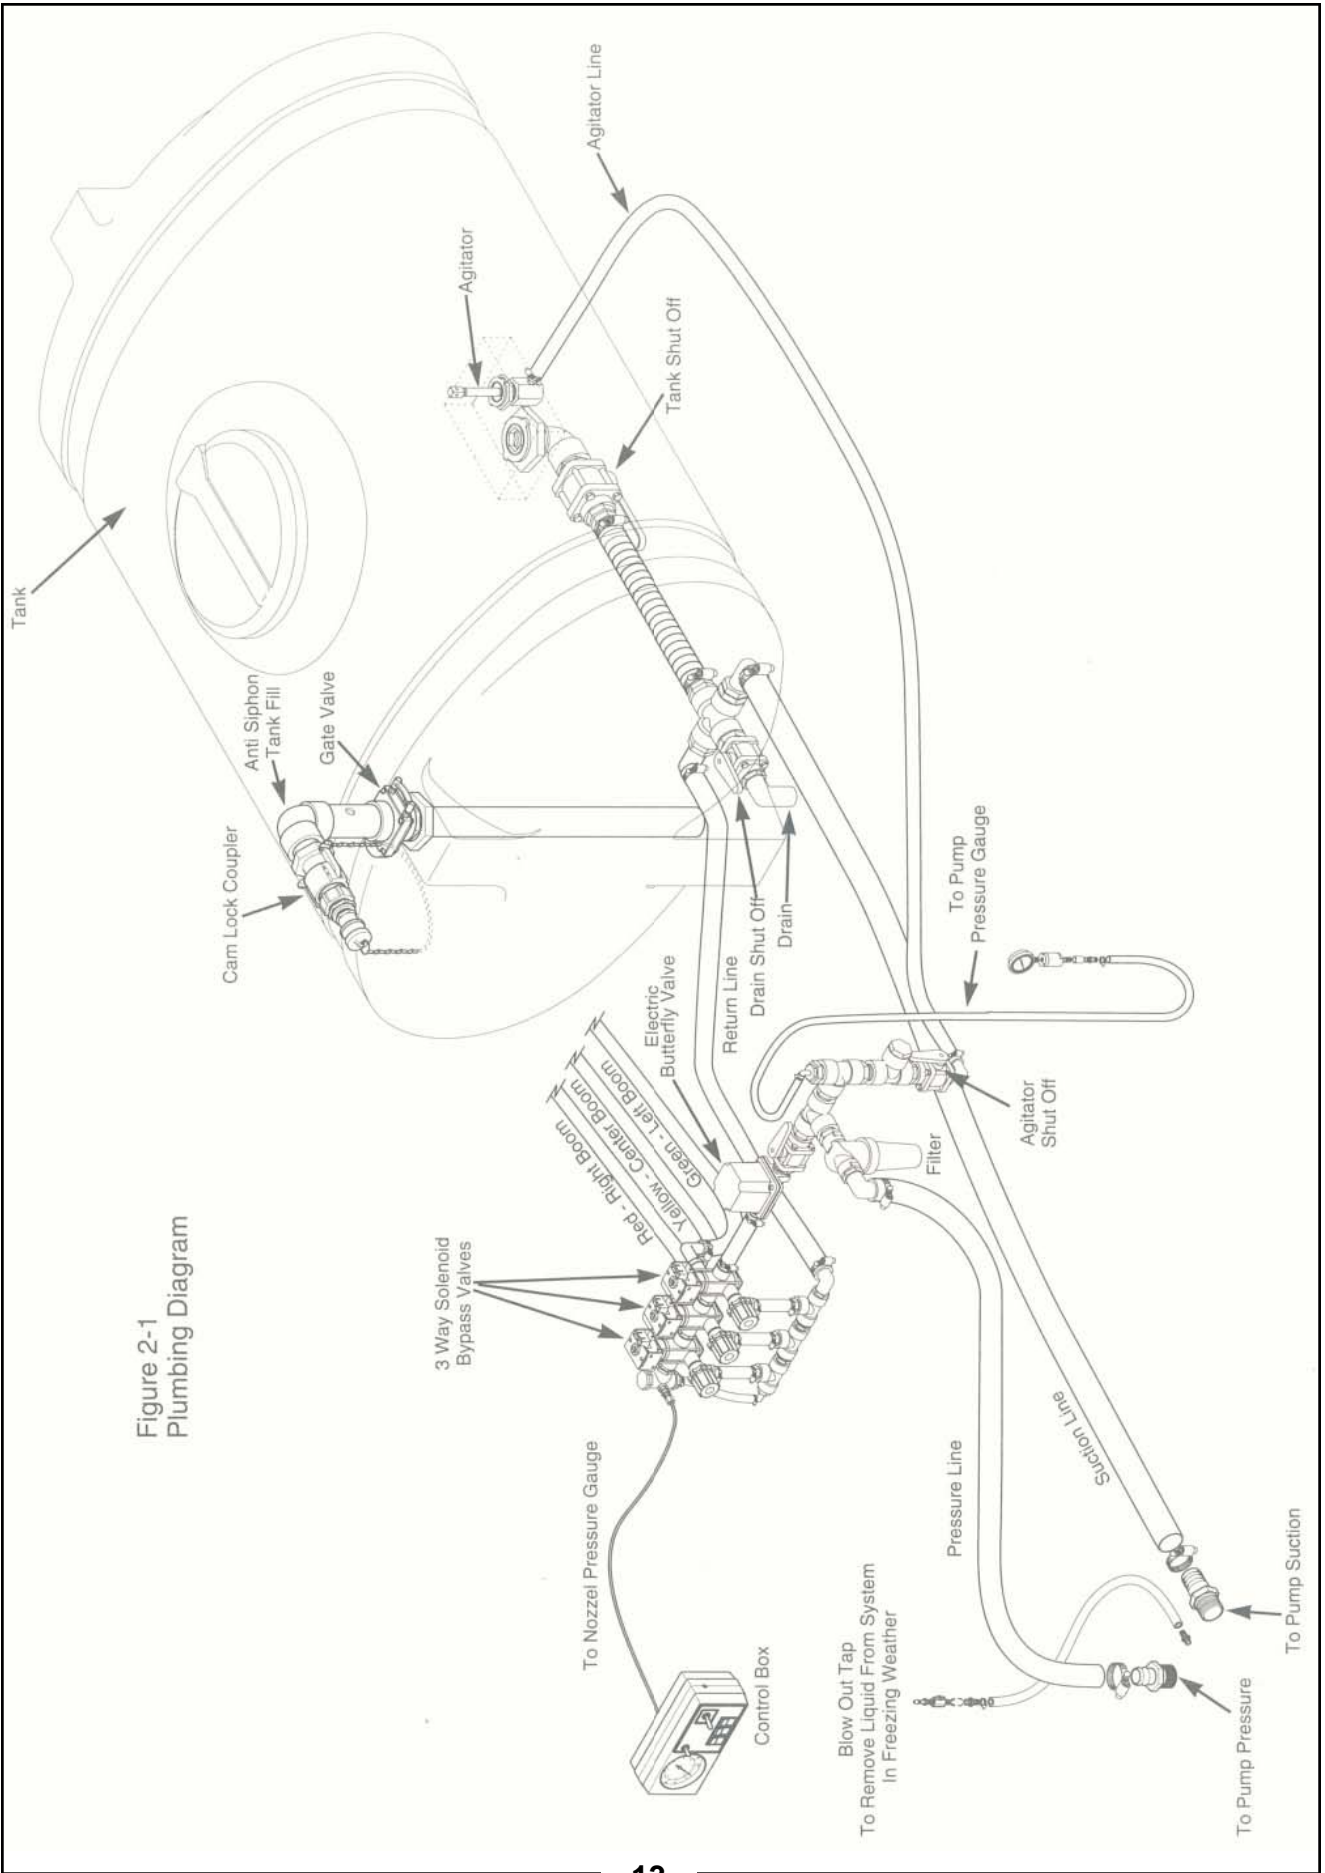 Figure 2-1
Plumbing Diagram
Tank
Anti Siphon
Tank Fill
Gate Valve
Cam Lock Coupler
Agitator
Agitator Line
Tank Shut Off
3 Way Solenoid
Bypass Valves
Red - Right Boom
Yellow - Center Boom
Green - Left Boom
Electric
Butterfly Valve
Return Line
Drain Shut Off
Drain
To Pump
Pressure Gauge
To Nozzel Pressure Gauge
Control Box
Filter
Agitator
Shut Off
Pressure Line
Suction Line
Blow Out Tap
To Remove Liquid From System
In Freezing Weather
To Pump Pressure
To Pump Suction